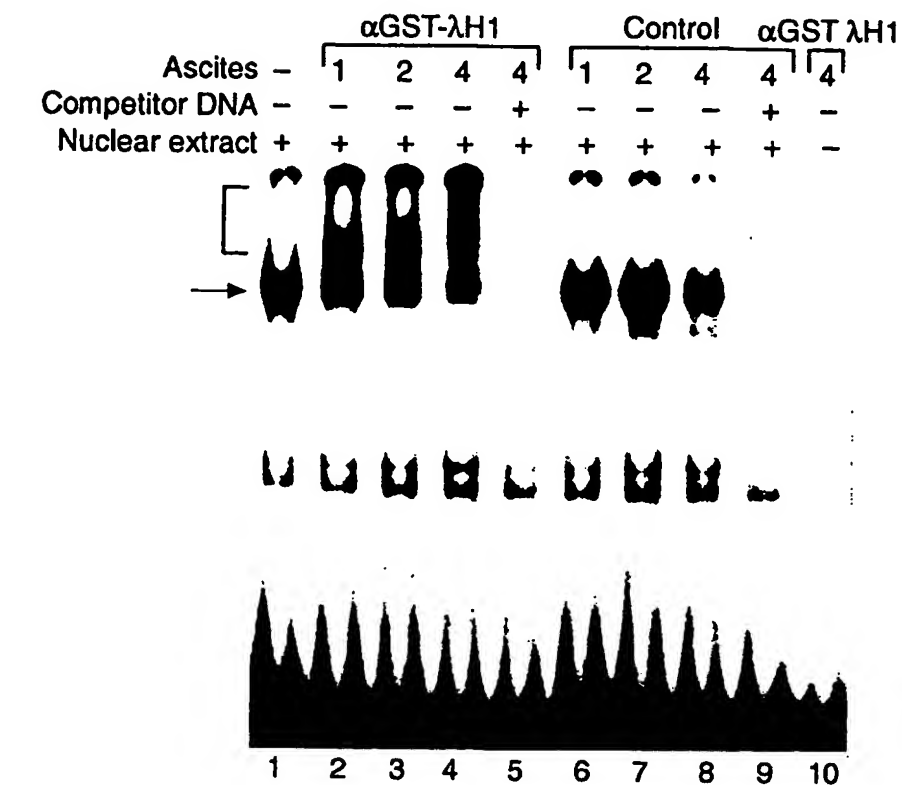 αGST-λH1 Control αGST λH1
Ascites – 1 2 4 4 1 2 4 4 4
Competitor DNA – – – – + – – – + –
Nuclear extract + + + + + + + + + –
1 2 3 4 5 6 7 8 9 10